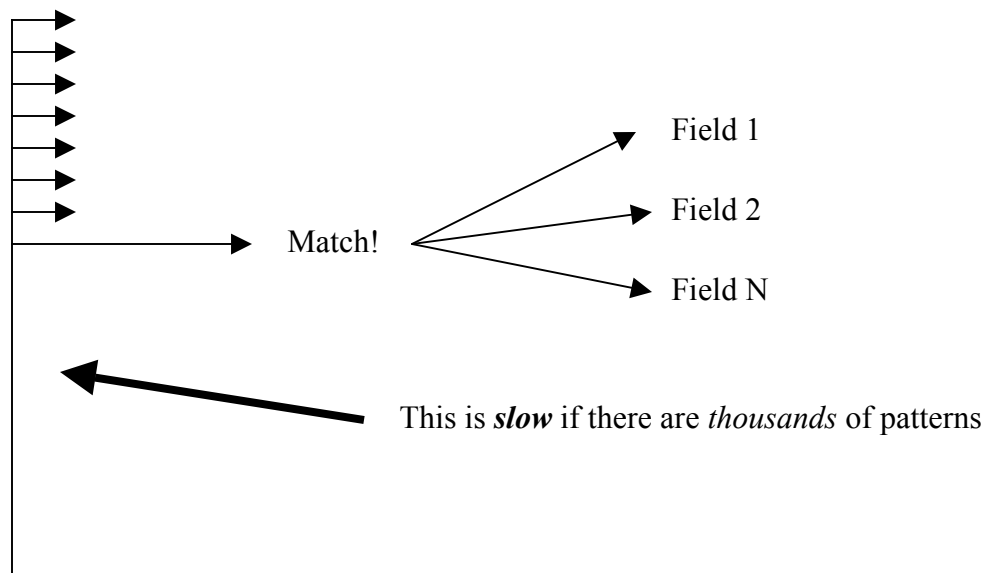 Field 1
Field 2
Match!
Field N
This is slow if there are thousands of patterns